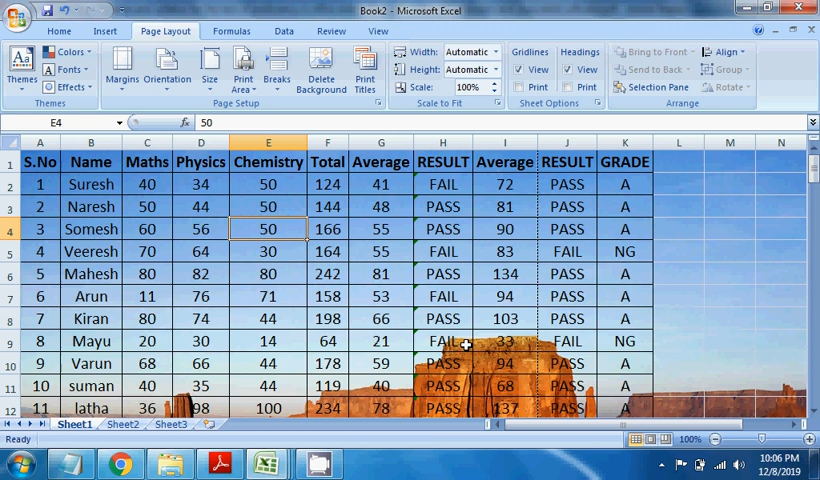 Book2 - Microsoft Excel
Home Insert Page Layout Formulas Data Review View
Themes Colors Fonts Effects
Margins Orientation Size Print Area Breaks Delete Background Print Titles
Width: Automatic
Height: Automatic
Scale: 100%
Gridlines Headings
View View
Print Print
Bring to Front Align
Send to Back Group
Selection Pane Rotate
Themes Page Setup Scale to Fit Sheet Options Arrange
E4 fx 50
A B C D E F G H I J K L M N
1 S.No Name Maths Physics Chemistry Total Average RESULT Average RESULT GRADE
2 1 Suresh 40 34 50 124 41 FAIL 72 PASS A
3 2 Naresh 50 44 50 144 48 PASS 81 PASS A
4 3 Somesh 60 56 50 166 55 PASS 90 PASS A
5 4 Veeresh 70 64 30 164 55 FAIL 83 FAIL NG
6 5 Mahesh 80 82 80 242 81 PASS 134 PASS A
7 6 Arun 11 76 71 158 53 FAIL 94 PASS A
8 7 Kiran 80 74 44 198 66 PASS 103 PASS A
9 8 Mayu 20 30 14 64 21 FAIL 33 FAIL NG
10 9 Varun 68 66 44 178 59 PASS 94 PASS A
11 10 suman 40 35 44 119 40 PASS 68 PASS A
12 11 latha 36 98 100 234 78 PASS 137 PASS A
Sheet1 Sheet2 Sheet3
Ready 100%
10:06 PM
12/8/2019